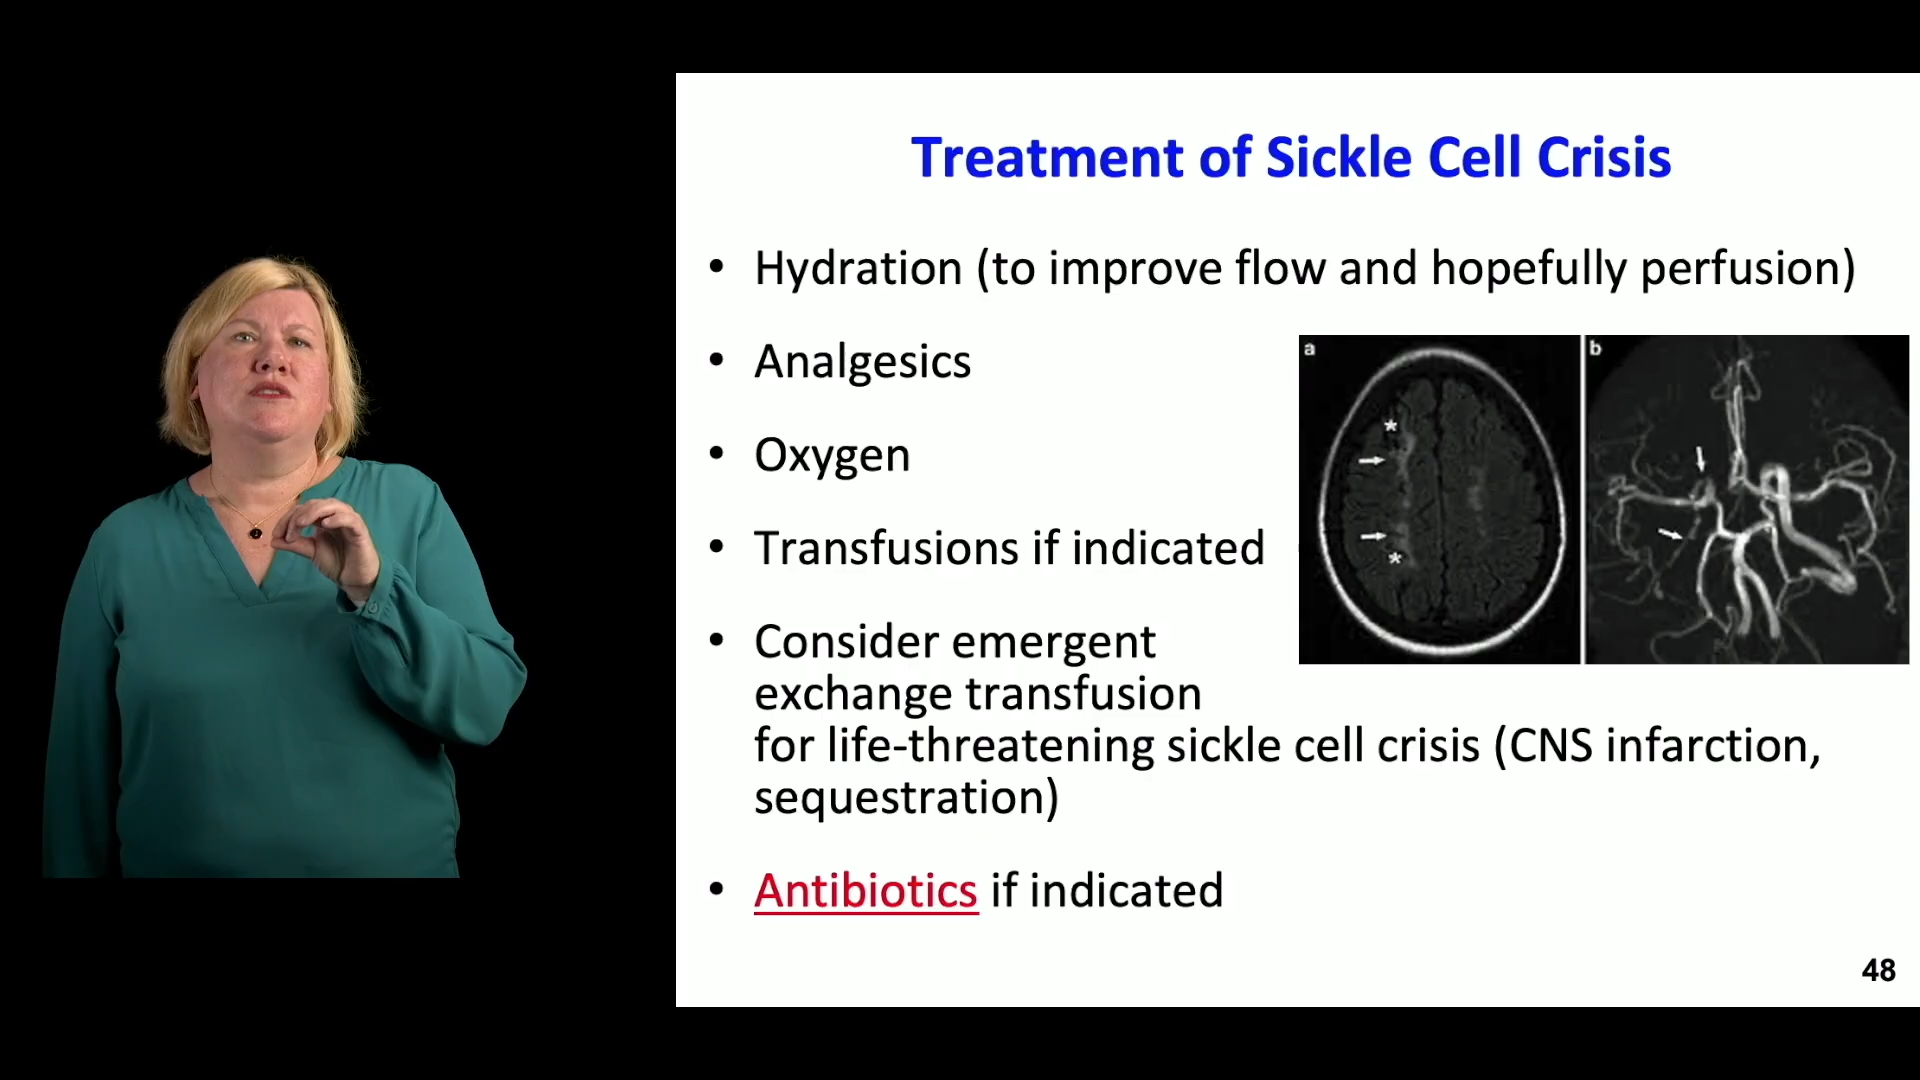 Treatment of Sickle Cell Crisis
• Hydration (to improve flow and hopefully perfusion)
• Analgesics
• Oxygen
• Transfusions if indicated
• Consider emergent
exchange transfusion
for life-threatening sickle cell crisis (CNS infarction,
sequestration)
• Antibiotics if indicated
a
*
*
b
48